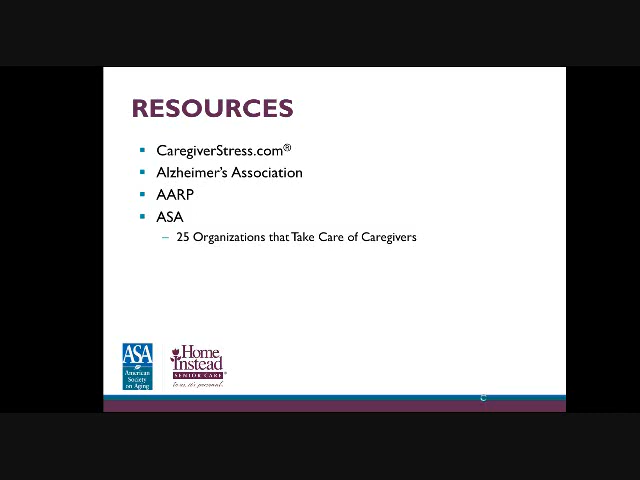 RESOURCES
CaregiverStress.com®
Alzheimer's Association
AARP
ASA
– 25 Organizations that Take Care of Caregivers
ASA
American
Society
on Aging
Home
Instead
SENIOR CARE®
to us, it's personal.